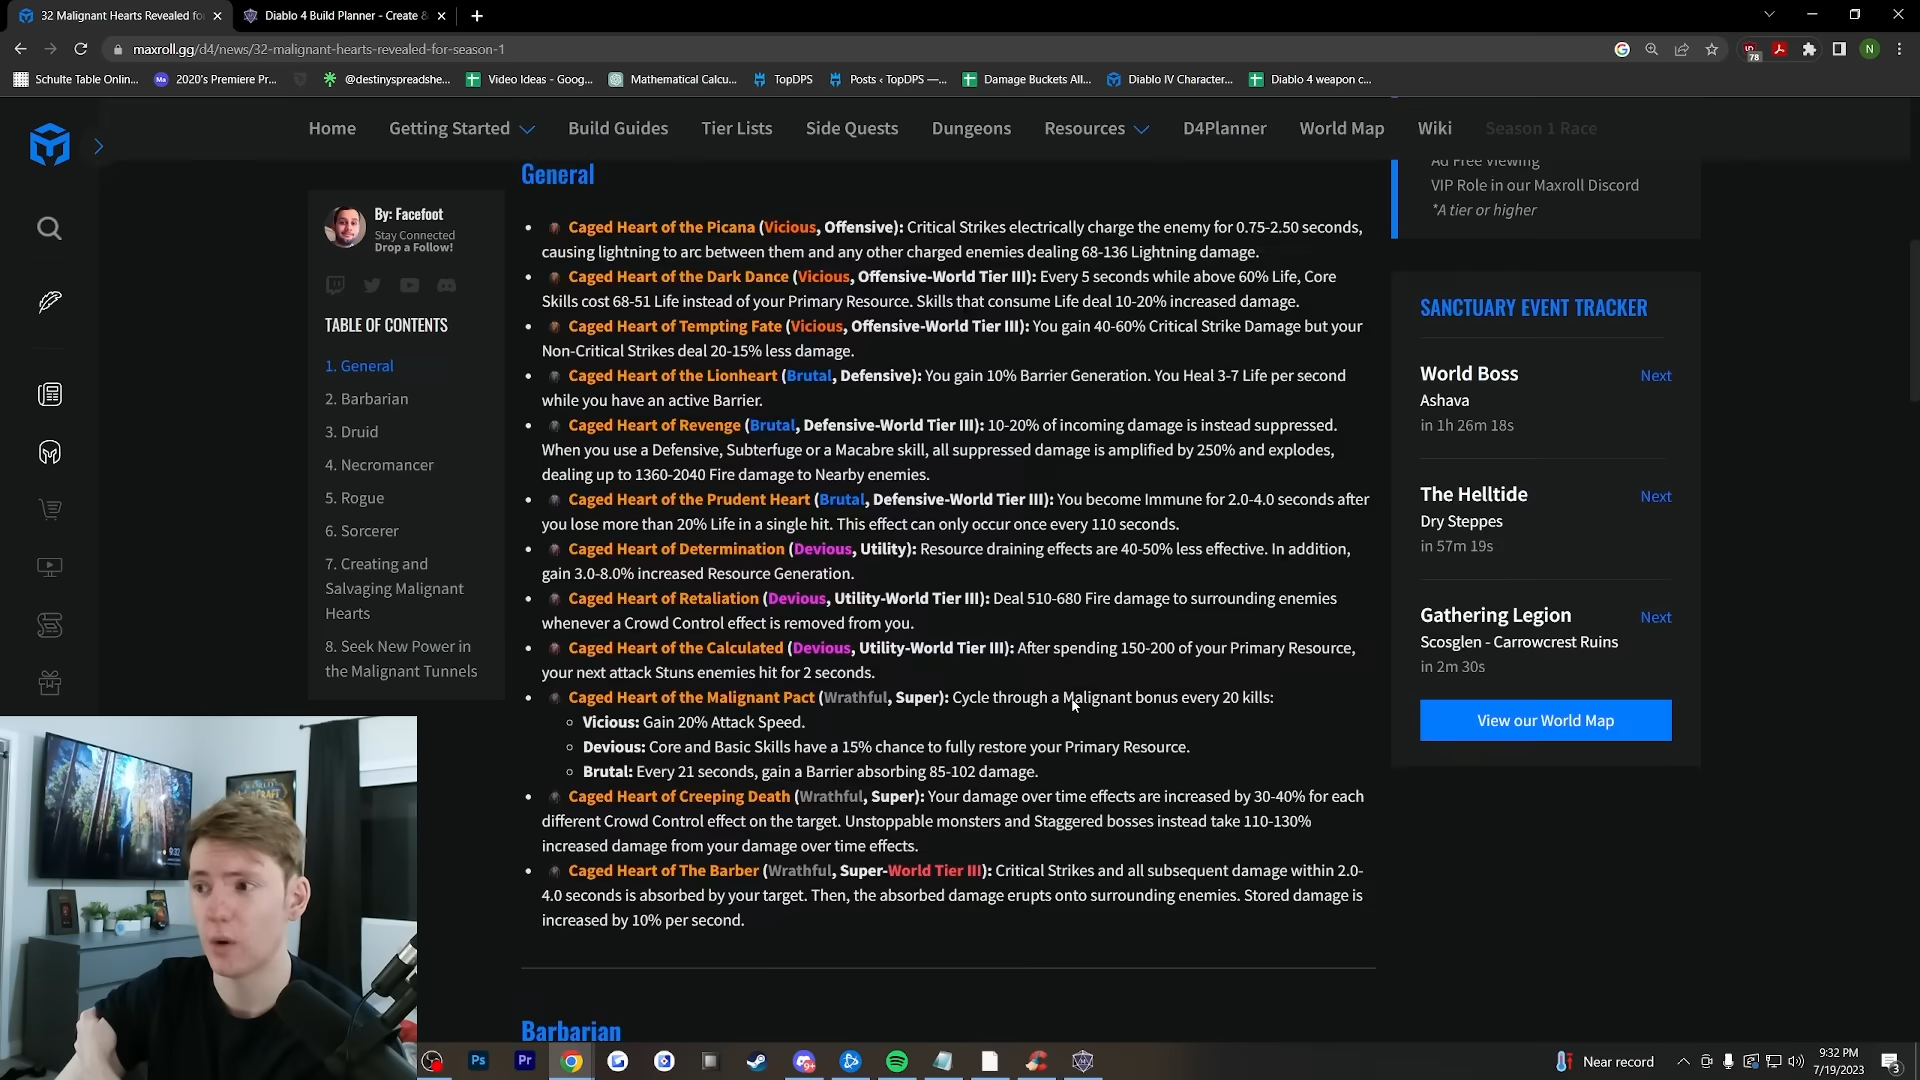 32 Malignant Hearts Revealed fo
Diablo 4 Build Planner - Create &
maxroll.gg/d4/news/32-malignant-hearts-revealed-for-season-1
78
N
Schulte Table Onlin...
Ma
2020's Premiere Pr...
@destinyspreadshe...
Video Ideas - Goog...
Mathematical Calcu...
TopDPS
Posts ‹ TopDPS —...
Damage Buckets All...
Diablo IV Character...
Diablo 4 weapon c...
Home
Getting Started
Build Guides
Tier Lists
Side Quests
Dungeons
Resources
D4Planner
World Map
Wiki
Season 1 Race
By: Facefoot
Stay Connected
Drop a Follow!
TABLE OF CONTENTS
1. General
2. Barbarian
3. Druid
4. Necromancer
5. Rogue
6. Sorcerer
7. Creating and
Salvaging Malignant
Hearts
8. Seek New Power in
the Malignant Tunnels
General
• Caged Heart of the Picana (Vicious, Offensive): Critical Strikes electrically charge the enemy for 0.75-2.50 seconds,
causing lightning to arc between them and any other charged enemies dealing 68-136 Lightning damage.
• Caged Heart of the Dark Dance (Vicious, Offensive-World Tier III): Every 5 seconds while above 60% Life, Core
Skills cost 68-51 Life instead of your Primary Resource. Skills that consume Life deal 10-20% increased damage.
• Caged Heart of Tempting Fate (Vicious, Offensive-World Tier III): You gain 40-60% Critical Strike Damage but your
Non-Critical Strikes deal 20-15% less damage.
• Caged Heart of the Lionheart (Brutal, Defensive): You gain 10% Barrier Generation. You Heal 3-7 Life per second
while you have an active Barrier.
• Caged Heart of Revenge (Brutal, Defensive-World Tier III): 10-20% of incoming damage is instead suppressed.
When you use a Defensive, Subterfuge or a Macabre skill, all suppressed damage is amplified by 250% and explodes,
dealing up to 1360-2040 Fire damage to Nearby enemies.
• Caged Heart of the Prudent Heart (Brutal, Defensive-World Tier III): You become Immune for 2.0-4.0 seconds after
you lose more than 20% Life in a single hit. This effect can only occur once every 110 seconds.
• Caged Heart of Determination (Devious, Utility): Resource draining effects are 40-50% less effective. In addition,
gain 3.0-8.0% increased Resource Generation.
• Caged Heart of Retaliation (Devious, Utility-World Tier III): Deal 510-680 Fire damage to surrounding enemies
whenever a Crowd Control effect is removed from you.
• Caged Heart of the Calculated (Devious, Utility-World Tier III): After spending 150-200 of your Primary Resource,
your next attack Stuns enemies hit for 2 seconds.
• Caged Heart of the Malignant Pact (Wrathful, Super): Cycle through a Malignant bonus every 20 kills:
Vicious: Gain 20% Attack Speed.
Devious: Core and Basic Skills have a 15% chance to fully restore your Primary Resource.
Brutal: Every 21 seconds, gain a Barrier absorbing 85-102 damage.
• Caged Heart of Creeping Death (Wrathful, Super): Your damage over time effects are increased by 30-40% for each
different Crowd Control effect on the target. Unstoppable monsters and Staggered bosses instead take 110-130%
increased damage from your damage over time effects.
• Caged Heart of The Barber (Wrathful, Super-World Tier III): Critical Strikes and all subsequent damage within 2.0-
4.0 seconds is absorbed by your target. Then, the absorbed damage erupts onto surrounding enemies. Stored damage is
increased by 10% per second.
Barbarian
Ad Free Viewing
VIP Role in our Maxroll Discord
*A tier or higher
SANCTUARY EVENT TRACKER
World Boss
Next
Ashava
in 1h 26m 18s
The Helltide
Next
Dry Steppes
in 57m 19s
Gathering Legion
Next
Scosglen - Carrowcrest Ruins
in 2m 30s
View our World Map
9:32
Ps
Pr
9+
Near record
9:32 PM
7/19/2023
3